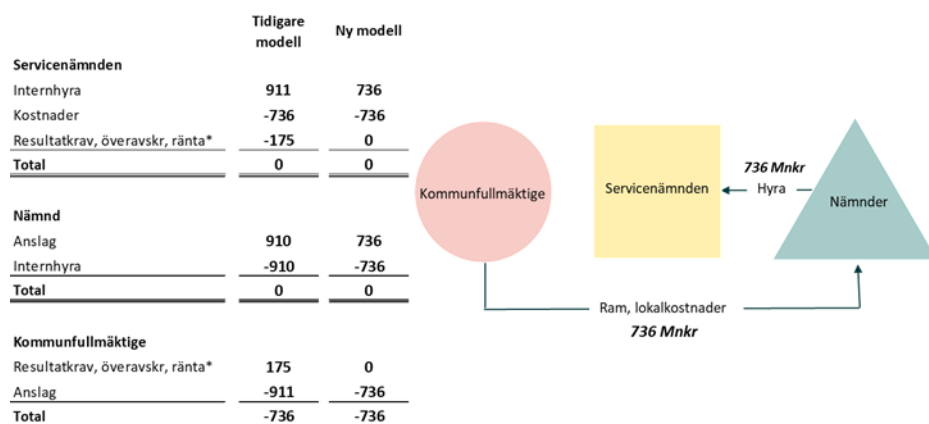 Tidigare modell Ny modell
Servicenämnden
Internhyra 911 736
Kostnader -736 -736
Resultatkrav, överavskr, ränta* -175 0
Total 0 0
Nämnd
Anslag 910 736
Internhyra -910 -736
Total 0 0
Kommunfullmäktige
Resultatkrav, överavskr, ränta* 175 0
Anslag -911 -736
Total -736 -736
Kommunfullmäktige
Servicenämnden
736 Mnkr
Hyra
Nämnder
Ram, lokalkostnader
736 Mnkr